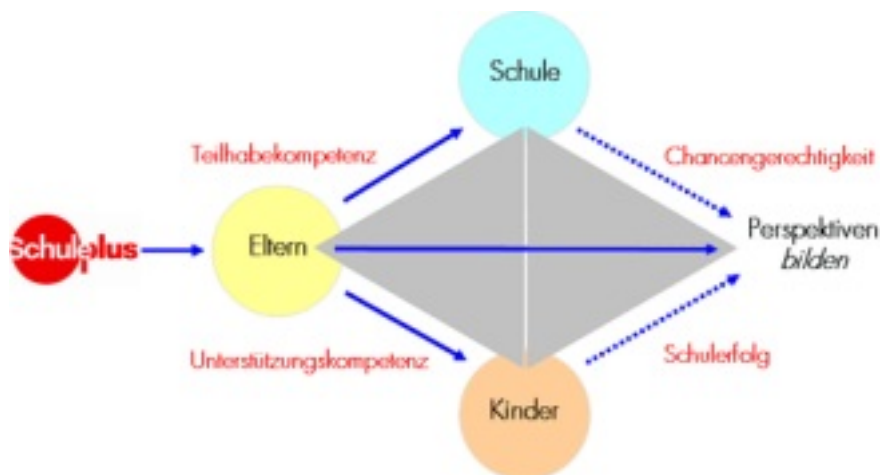 Schule
Teilhabekompetenz
Chancengerechtigkeit
Schuleplus
Eltern
Perspektiven
bilden
Unterstützungskompetenz
Schulerfolg
Kinder